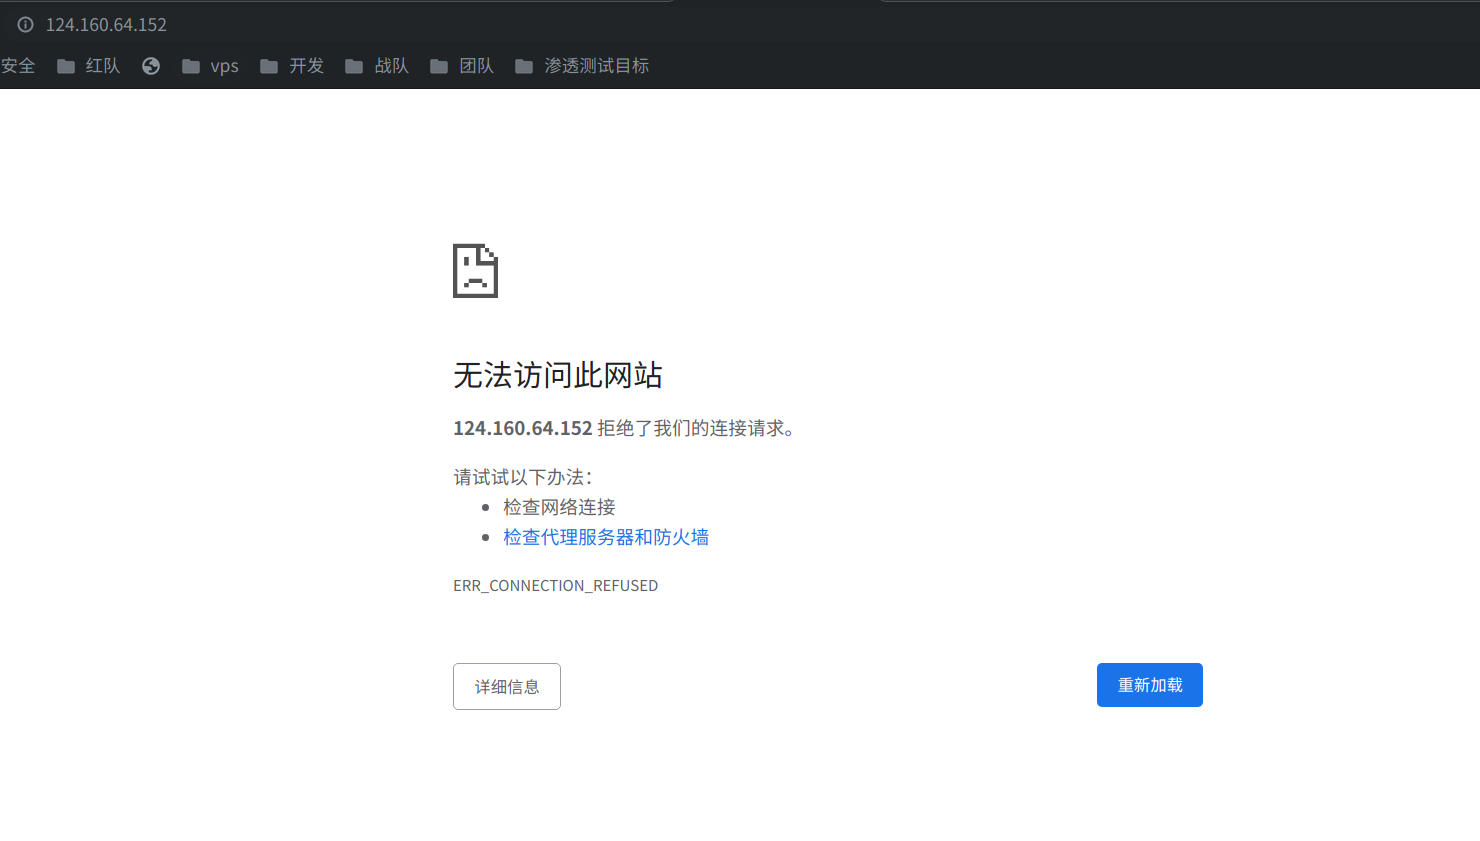 124.160.64.152
安全 红队 vps 开发 战队 团队 渗透测试目标
无法访问此网站
124.160.64.152 拒绝了我们的连接请求。
请试试以下办法：
检查网络连接
检查代理服务器和防火墙
ERR_CONNECTION_REFUSED
详细信息 重新加载